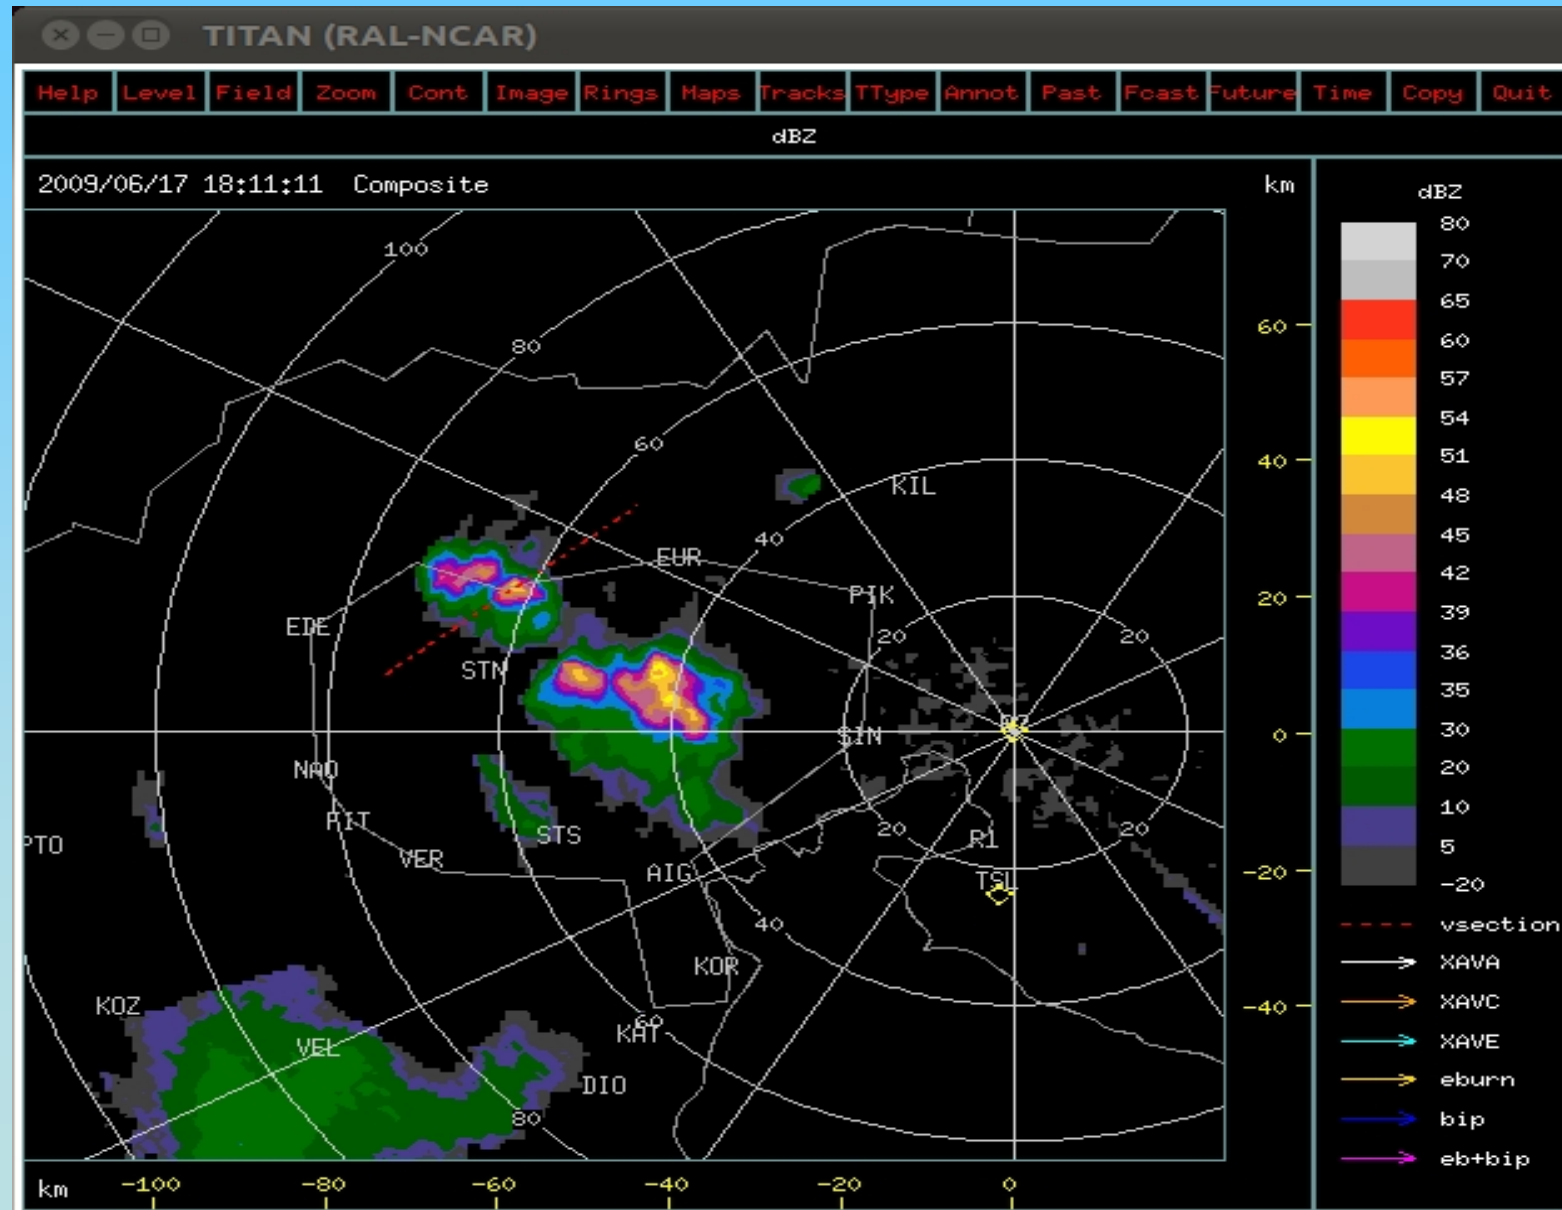 TITAN (RAL-NCAR)
Help Level Field Zoom Cont Image Rings Maps Tracks TType Annot Past Fcast Future Time Copy Quit
dBZ
2009/06/17 18:11:11 Composite km
dBZ
80
70
65
60
57
54
51
48
45
42
39
36
35
30
20
10
5
-20
vsection
XAVA
XAVC
XAVE
eburn
bip
eb+bip
100
80
60
KIL
40
EUR
PIK
EDE
20 20
STN
SIN
NAO
PIT
STS
20 20
R1
PTO
VER
AIG
TSL
40
KOR
KOZ
60
KAT
VEL
DIO
80
60
40
20
0
-20
-40
km -100 -80 -60 -40 -20 0